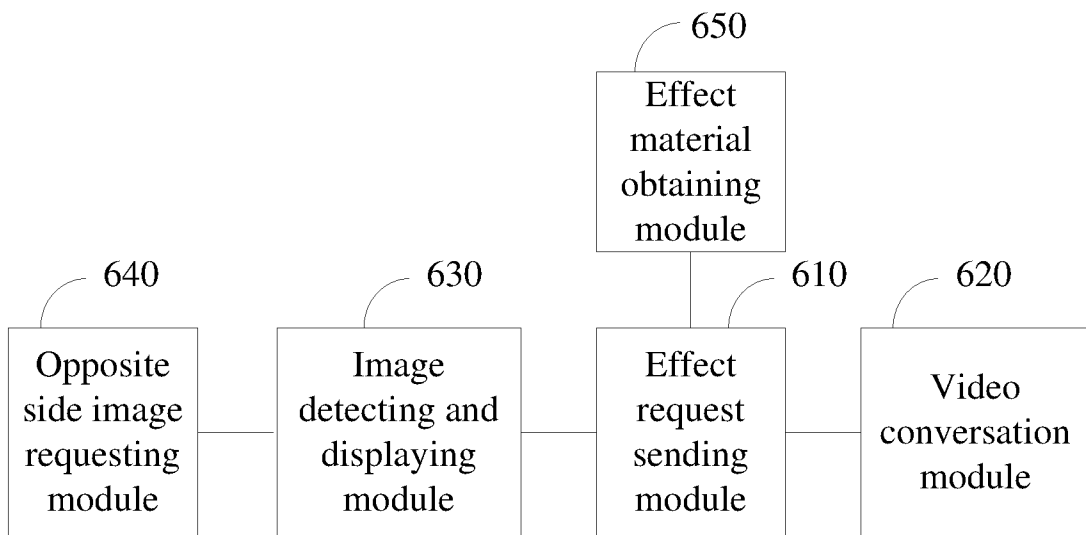 650
Effect
material
obtaining
module
640
630
610
620
Opposite
side image
requesting
module
Image
detecting and
displaying
module
Effect
request
sending
module
Video
conversation
module